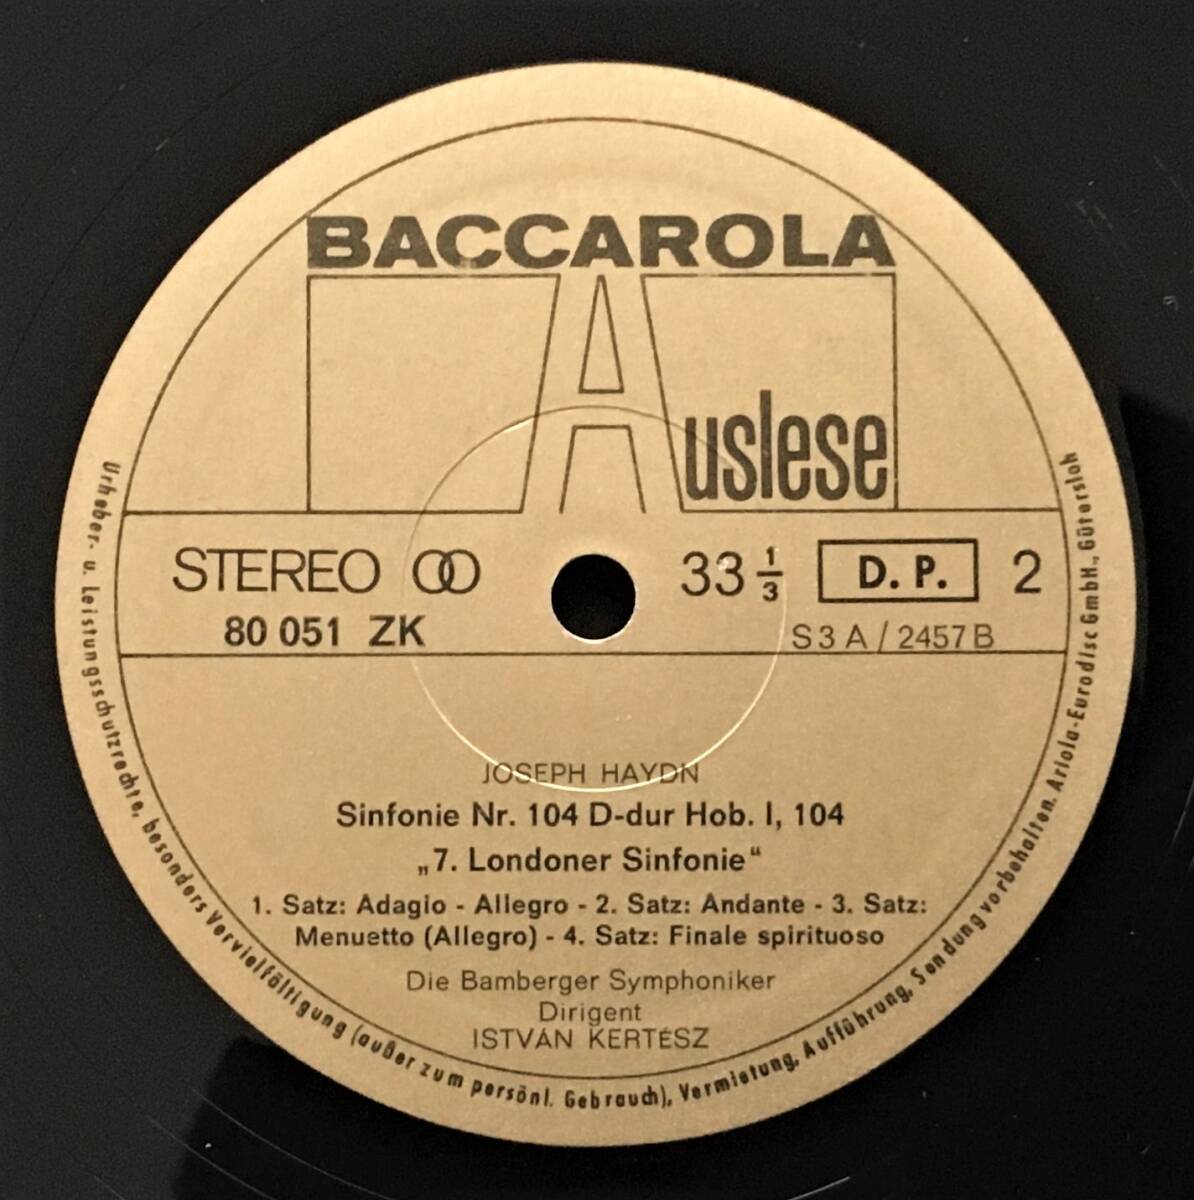 BACCAROLA
Auslese
STEREO
33 1/3
D. P.
2
80 051 ZK
S 3 A / 2457 B
JOSEPH HAYDN
Sinfonie Nr. 104 D-dur Hob. I, 104
„7. Londoner Sinfonie“
1. Satz: Adagio - Allegro - 2. Satz: Andante - 3. Satz:
Menuetto (Allegro) - 4. Satz: Finale spirituoso
Die Bamberger Symphoniker
Dirigent
ISTVÁN KERTÉSZ
Urheber- u. Leistungsschutzrechte, besonders Vervielfältigung (außer zum persönl. Gebrauch), Vermietung, Aufführung, Sendung vorbehalten. Ariola-Eurodisc GmbH., Gütersloh